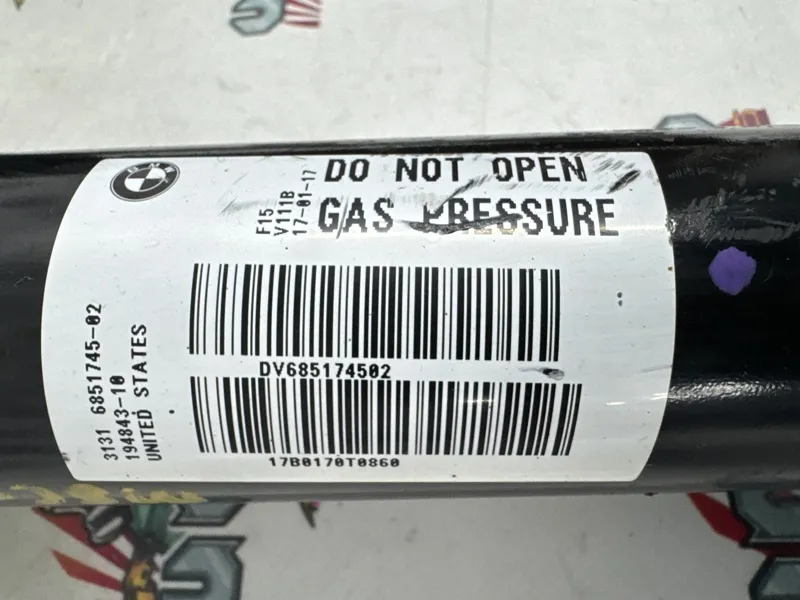 DO NOT OPEN
GAS PRESSURE
F15
V111B
17-01-17
DV685174502
17B0170T0860
3131 6851745-02
194843-10
UNITED STATES